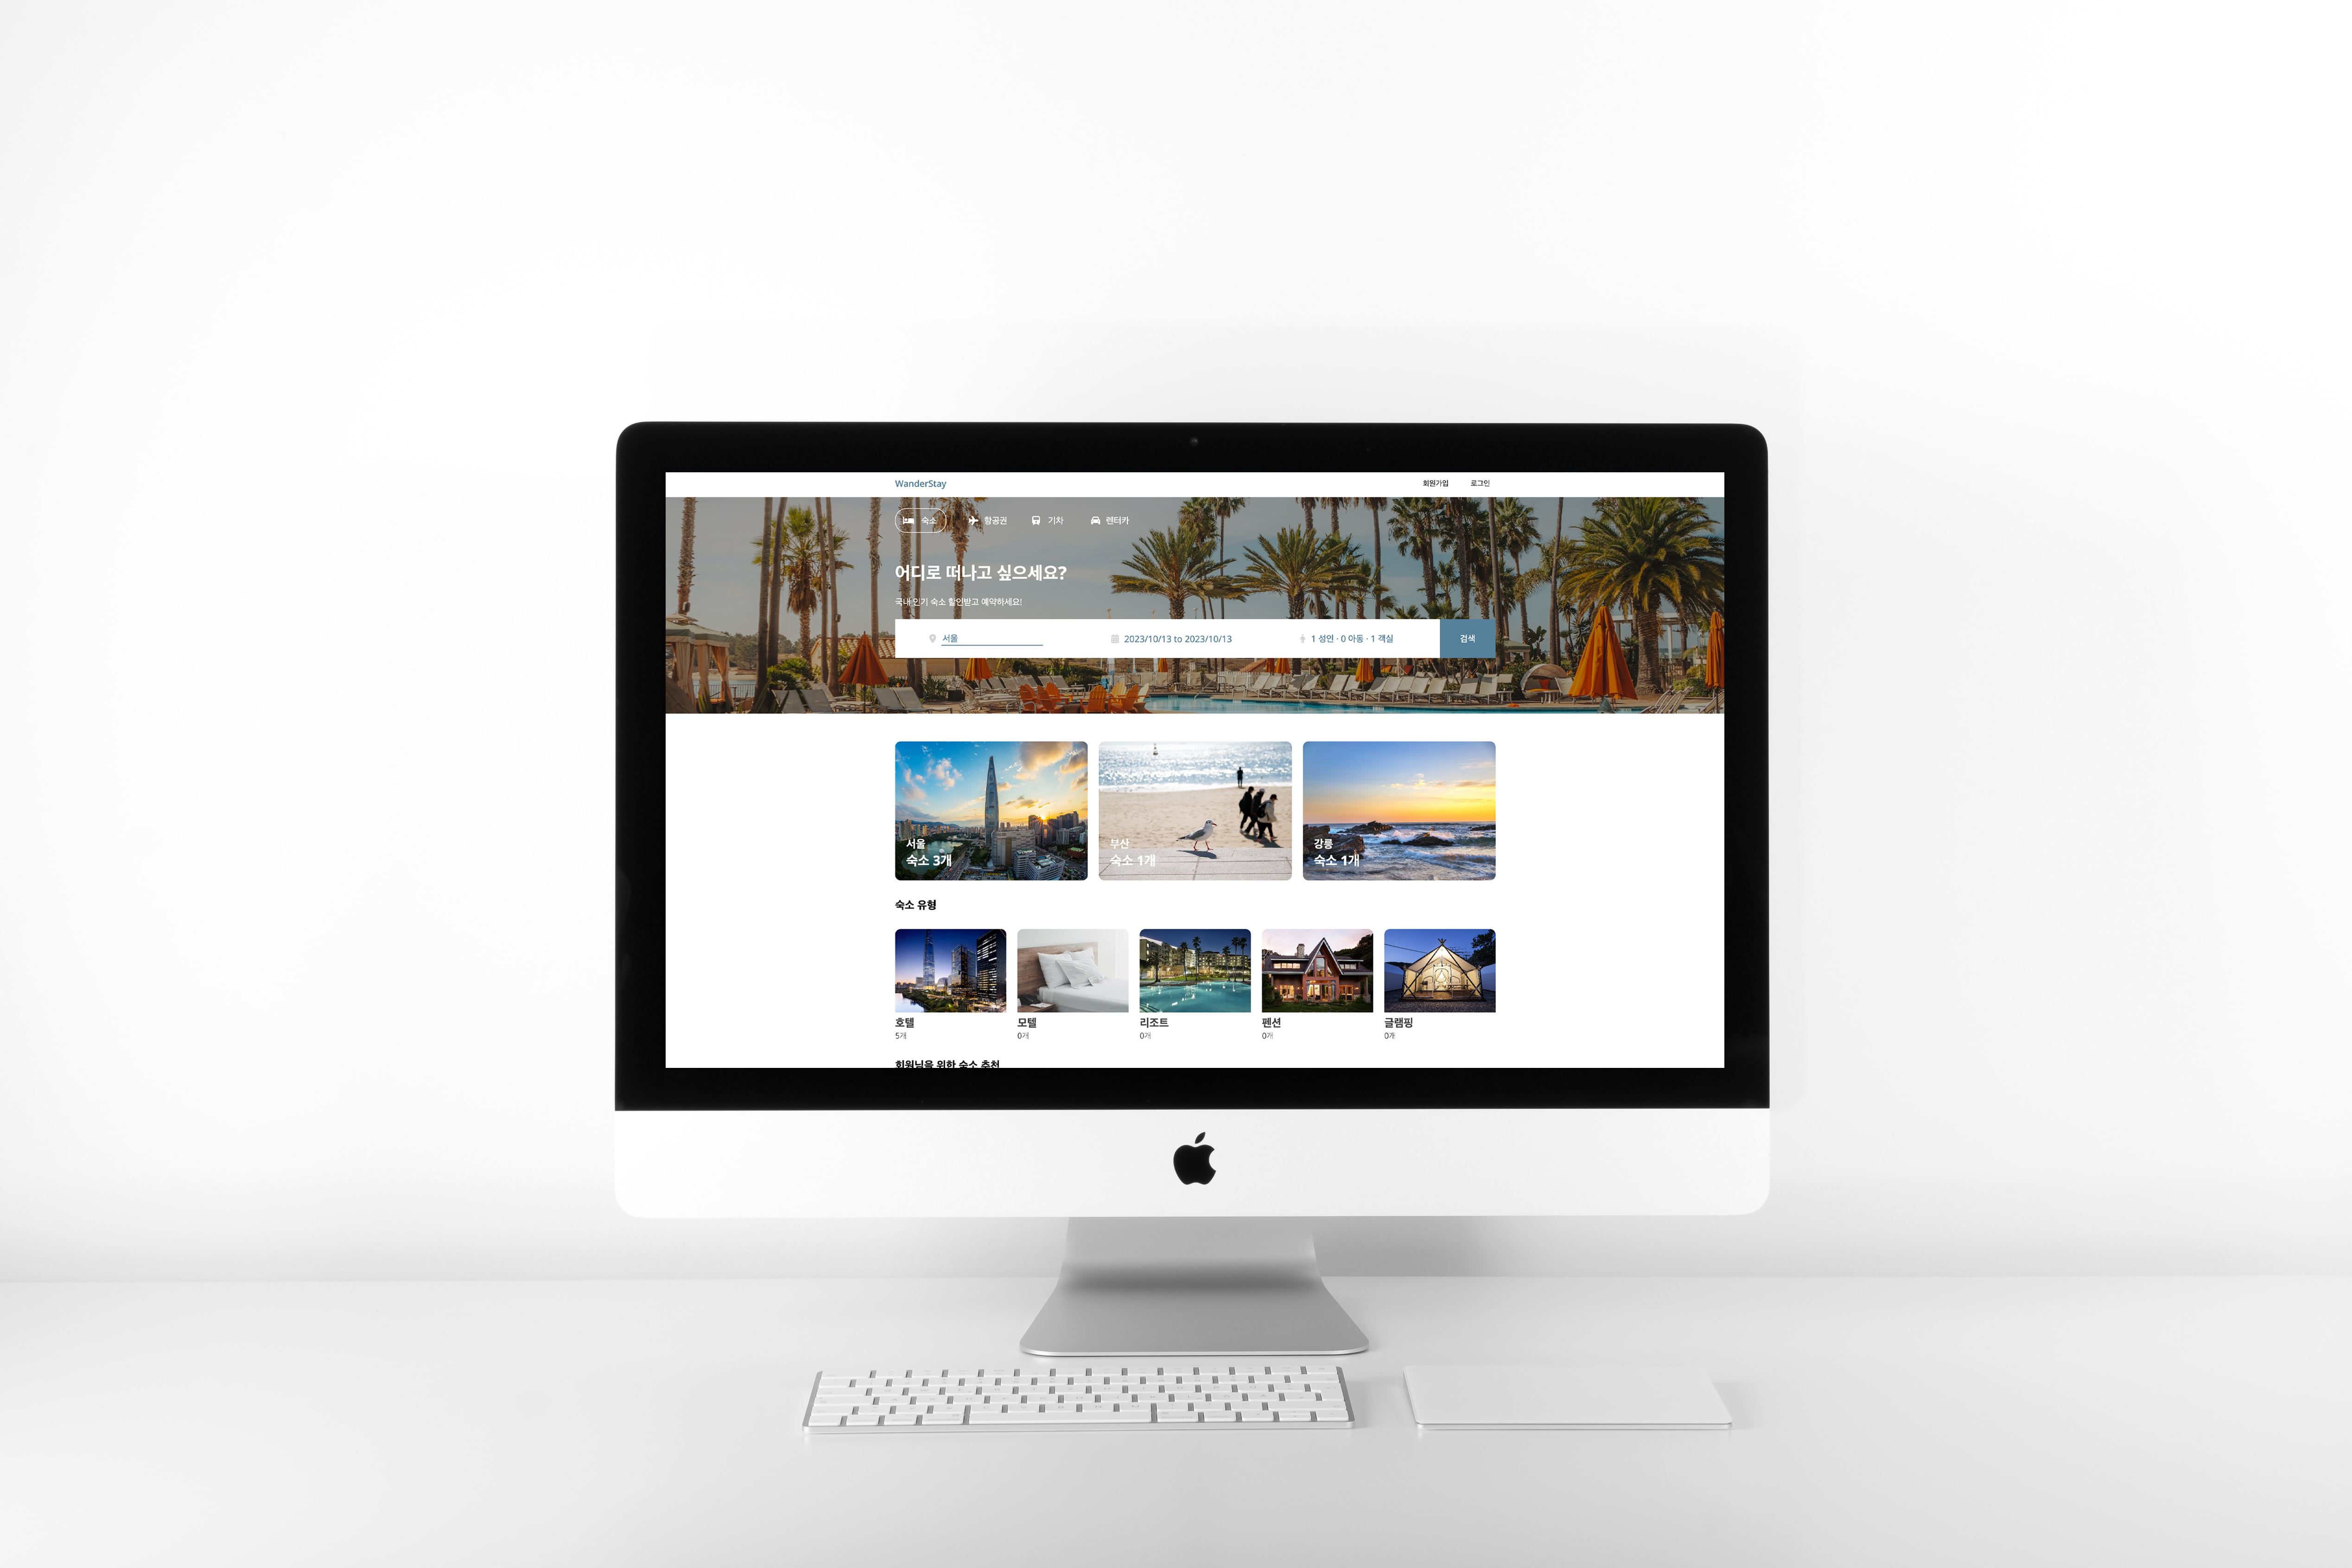 WanderStay
회원가입 로그인
숙소 항공권 기차 렌터카
어디로 떠나고 싶으세요?
국내 인기 숙소 할인받고 예약하세요!
서울 2023/10/13 to 2023/10/13 1 성인 · 0 아동 · 1 객실 검색
서울
숙소 3개
부산
숙소 1개
강릉
숙소 1개
숙소 유형
호텔
5개
모텔
0개
리조트
0개
펜션
0개
글램핑
0개
회원님을 위한 숙소 추천